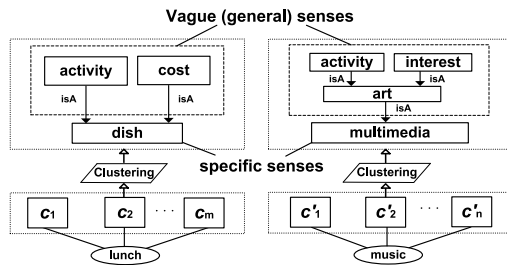 Vague (general) senses
activity cost
isA isA
dish
activity interest
isA isA
art
isA
multimedia
specific senses
Clustering Clustering
c1 c2 · · · cm
c'1 c'2 · · · c'n
lunch music